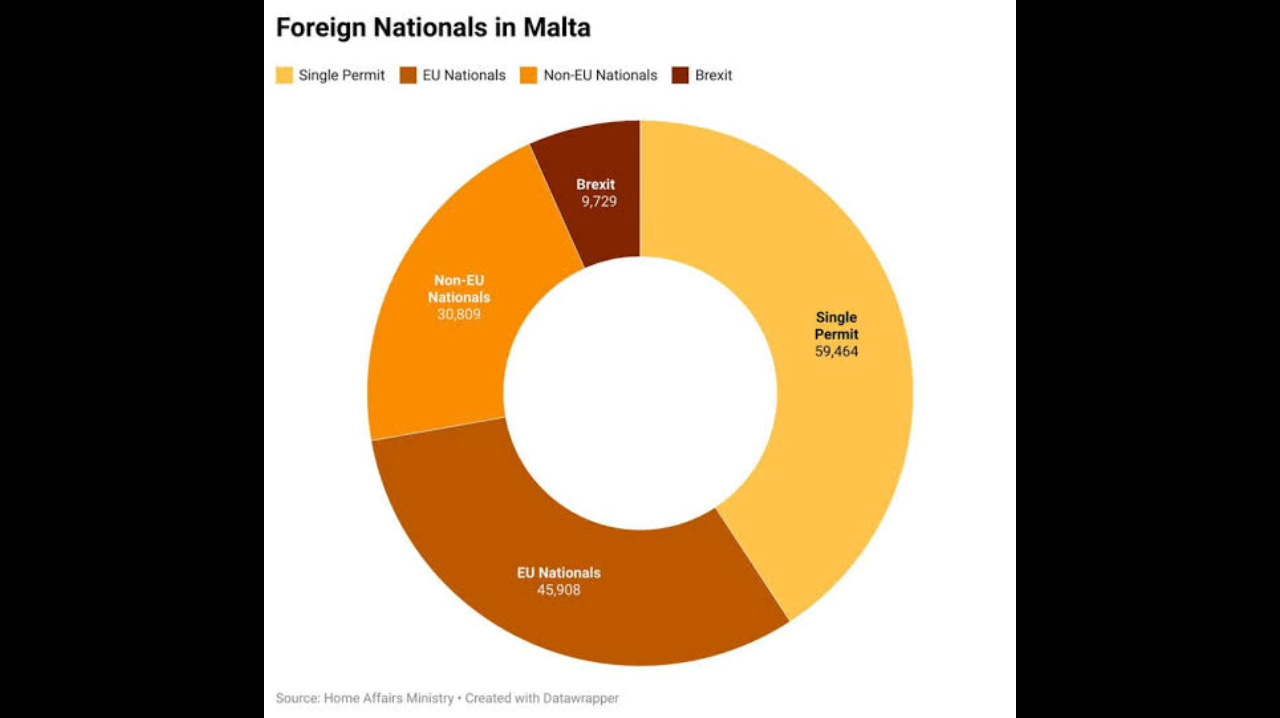 Foreign Nationals in Malta
Single Permit EU Nationals Non-EU Nationals Brexit
Brexit
9,729
Non-EU
Nationals
30,809
Single
Permit
59,464
EU Nationals
45,908
Source: Home Affairs Ministry • Created with Datawrapper